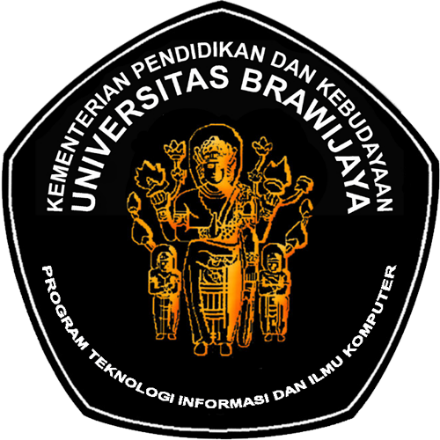 KEMENTERIAN PENDIDIKAN DAN KEBUDAYAAN
UNIVERSITAS BRAWIJAYA
PROGRAM TEKNOLOGI INFORMASI DAN ILMU KOMPUTER